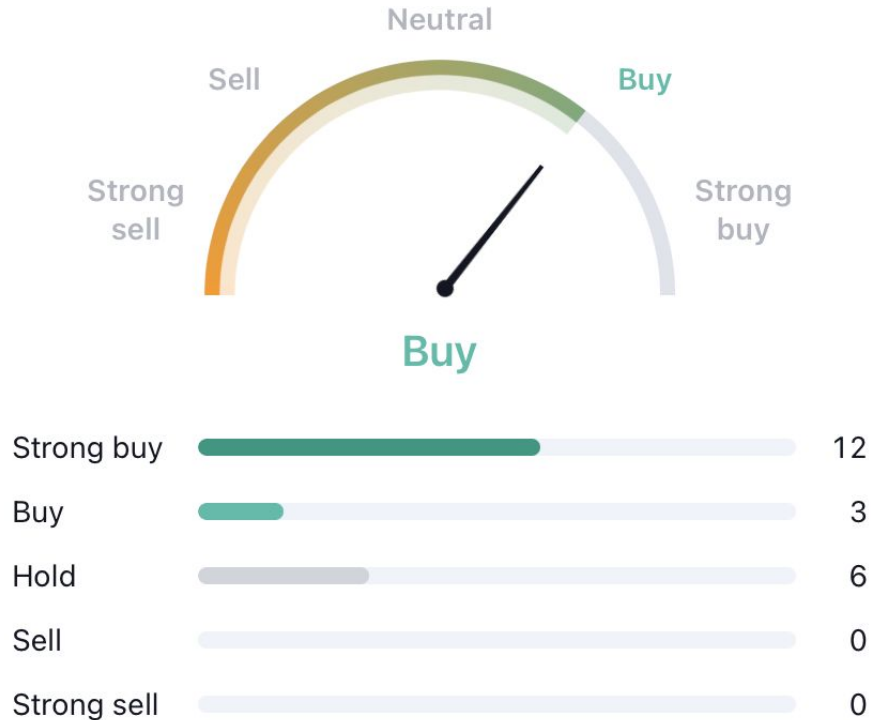 Neutral
Sell
Buy
Strong
sell
Strong
buy
Buy
Strong buy 12
Buy 3
Hold 6
Sell 0
Strong sell 0